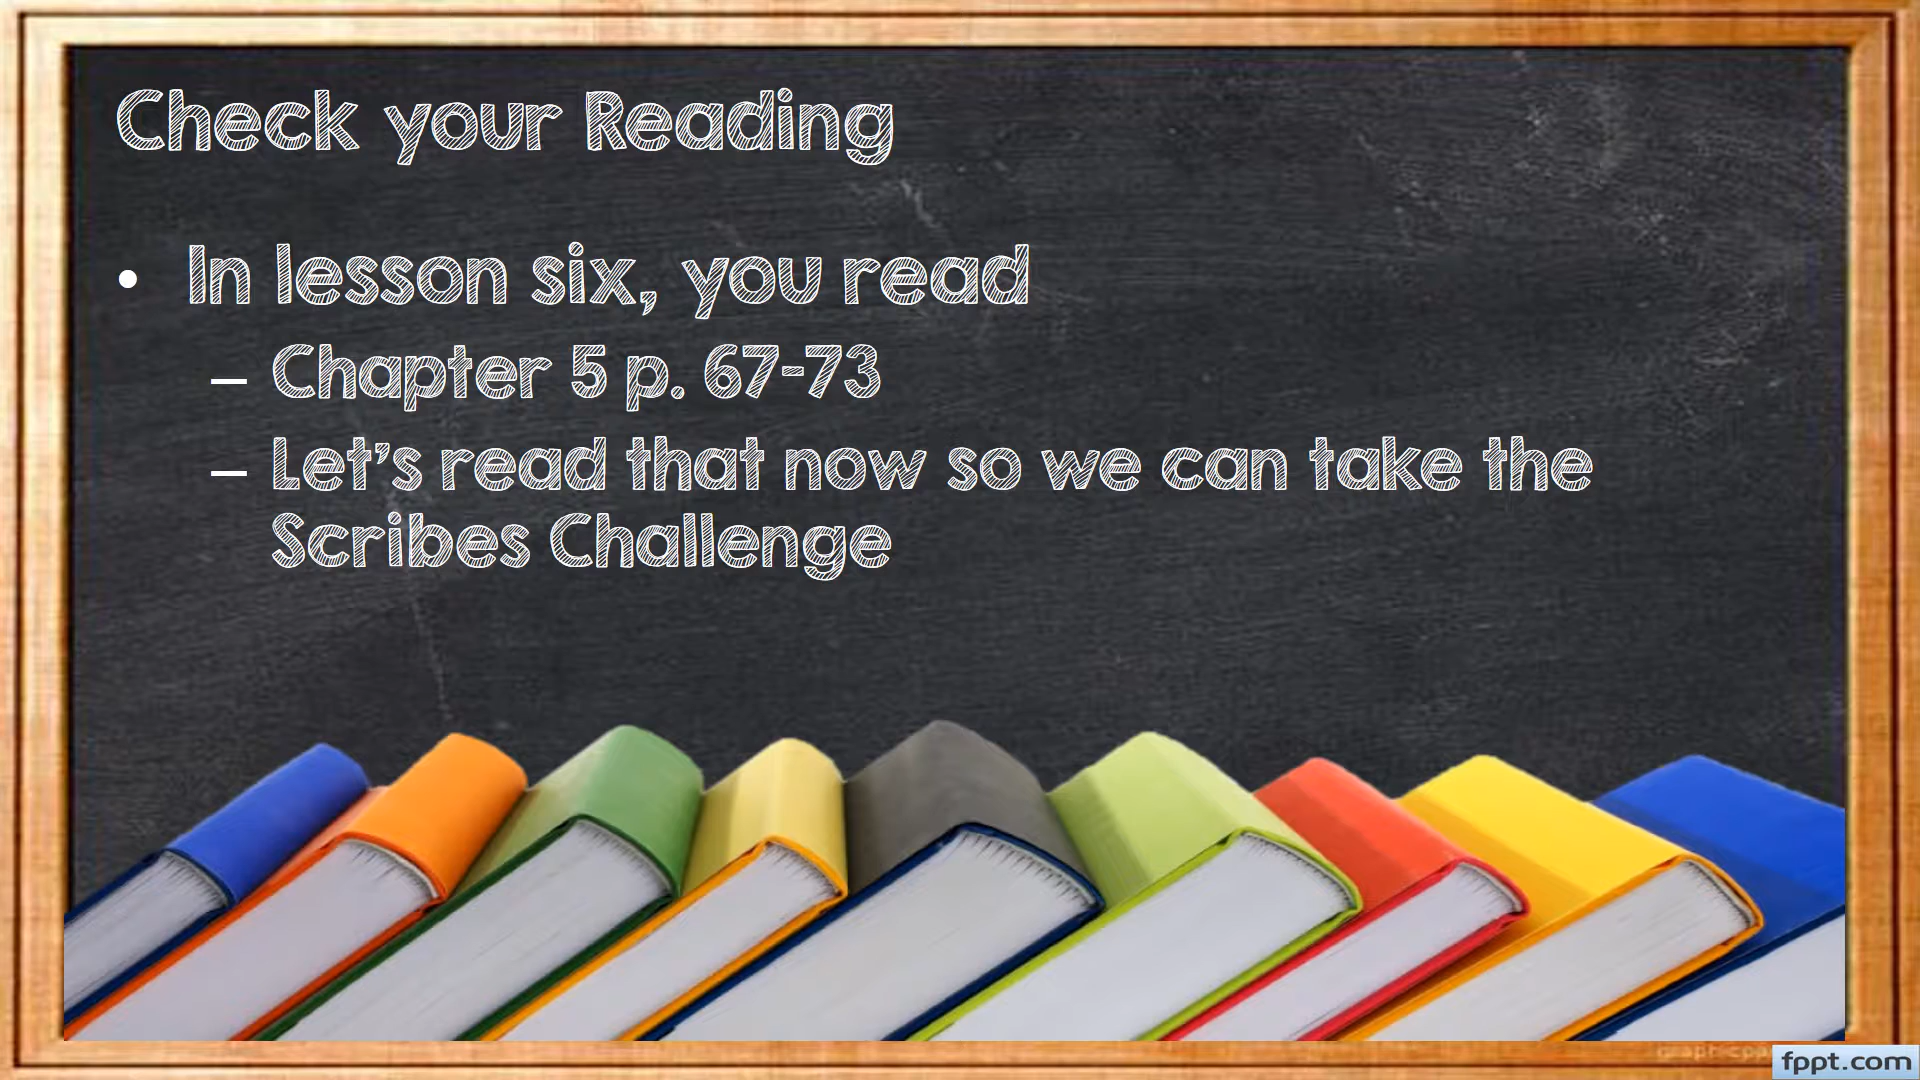 Check your Reading
• In lesson six, you read
– Chapter 5 p. 67-73
– Let's read that now so we can take the
Scribes Challenge
fppt.com